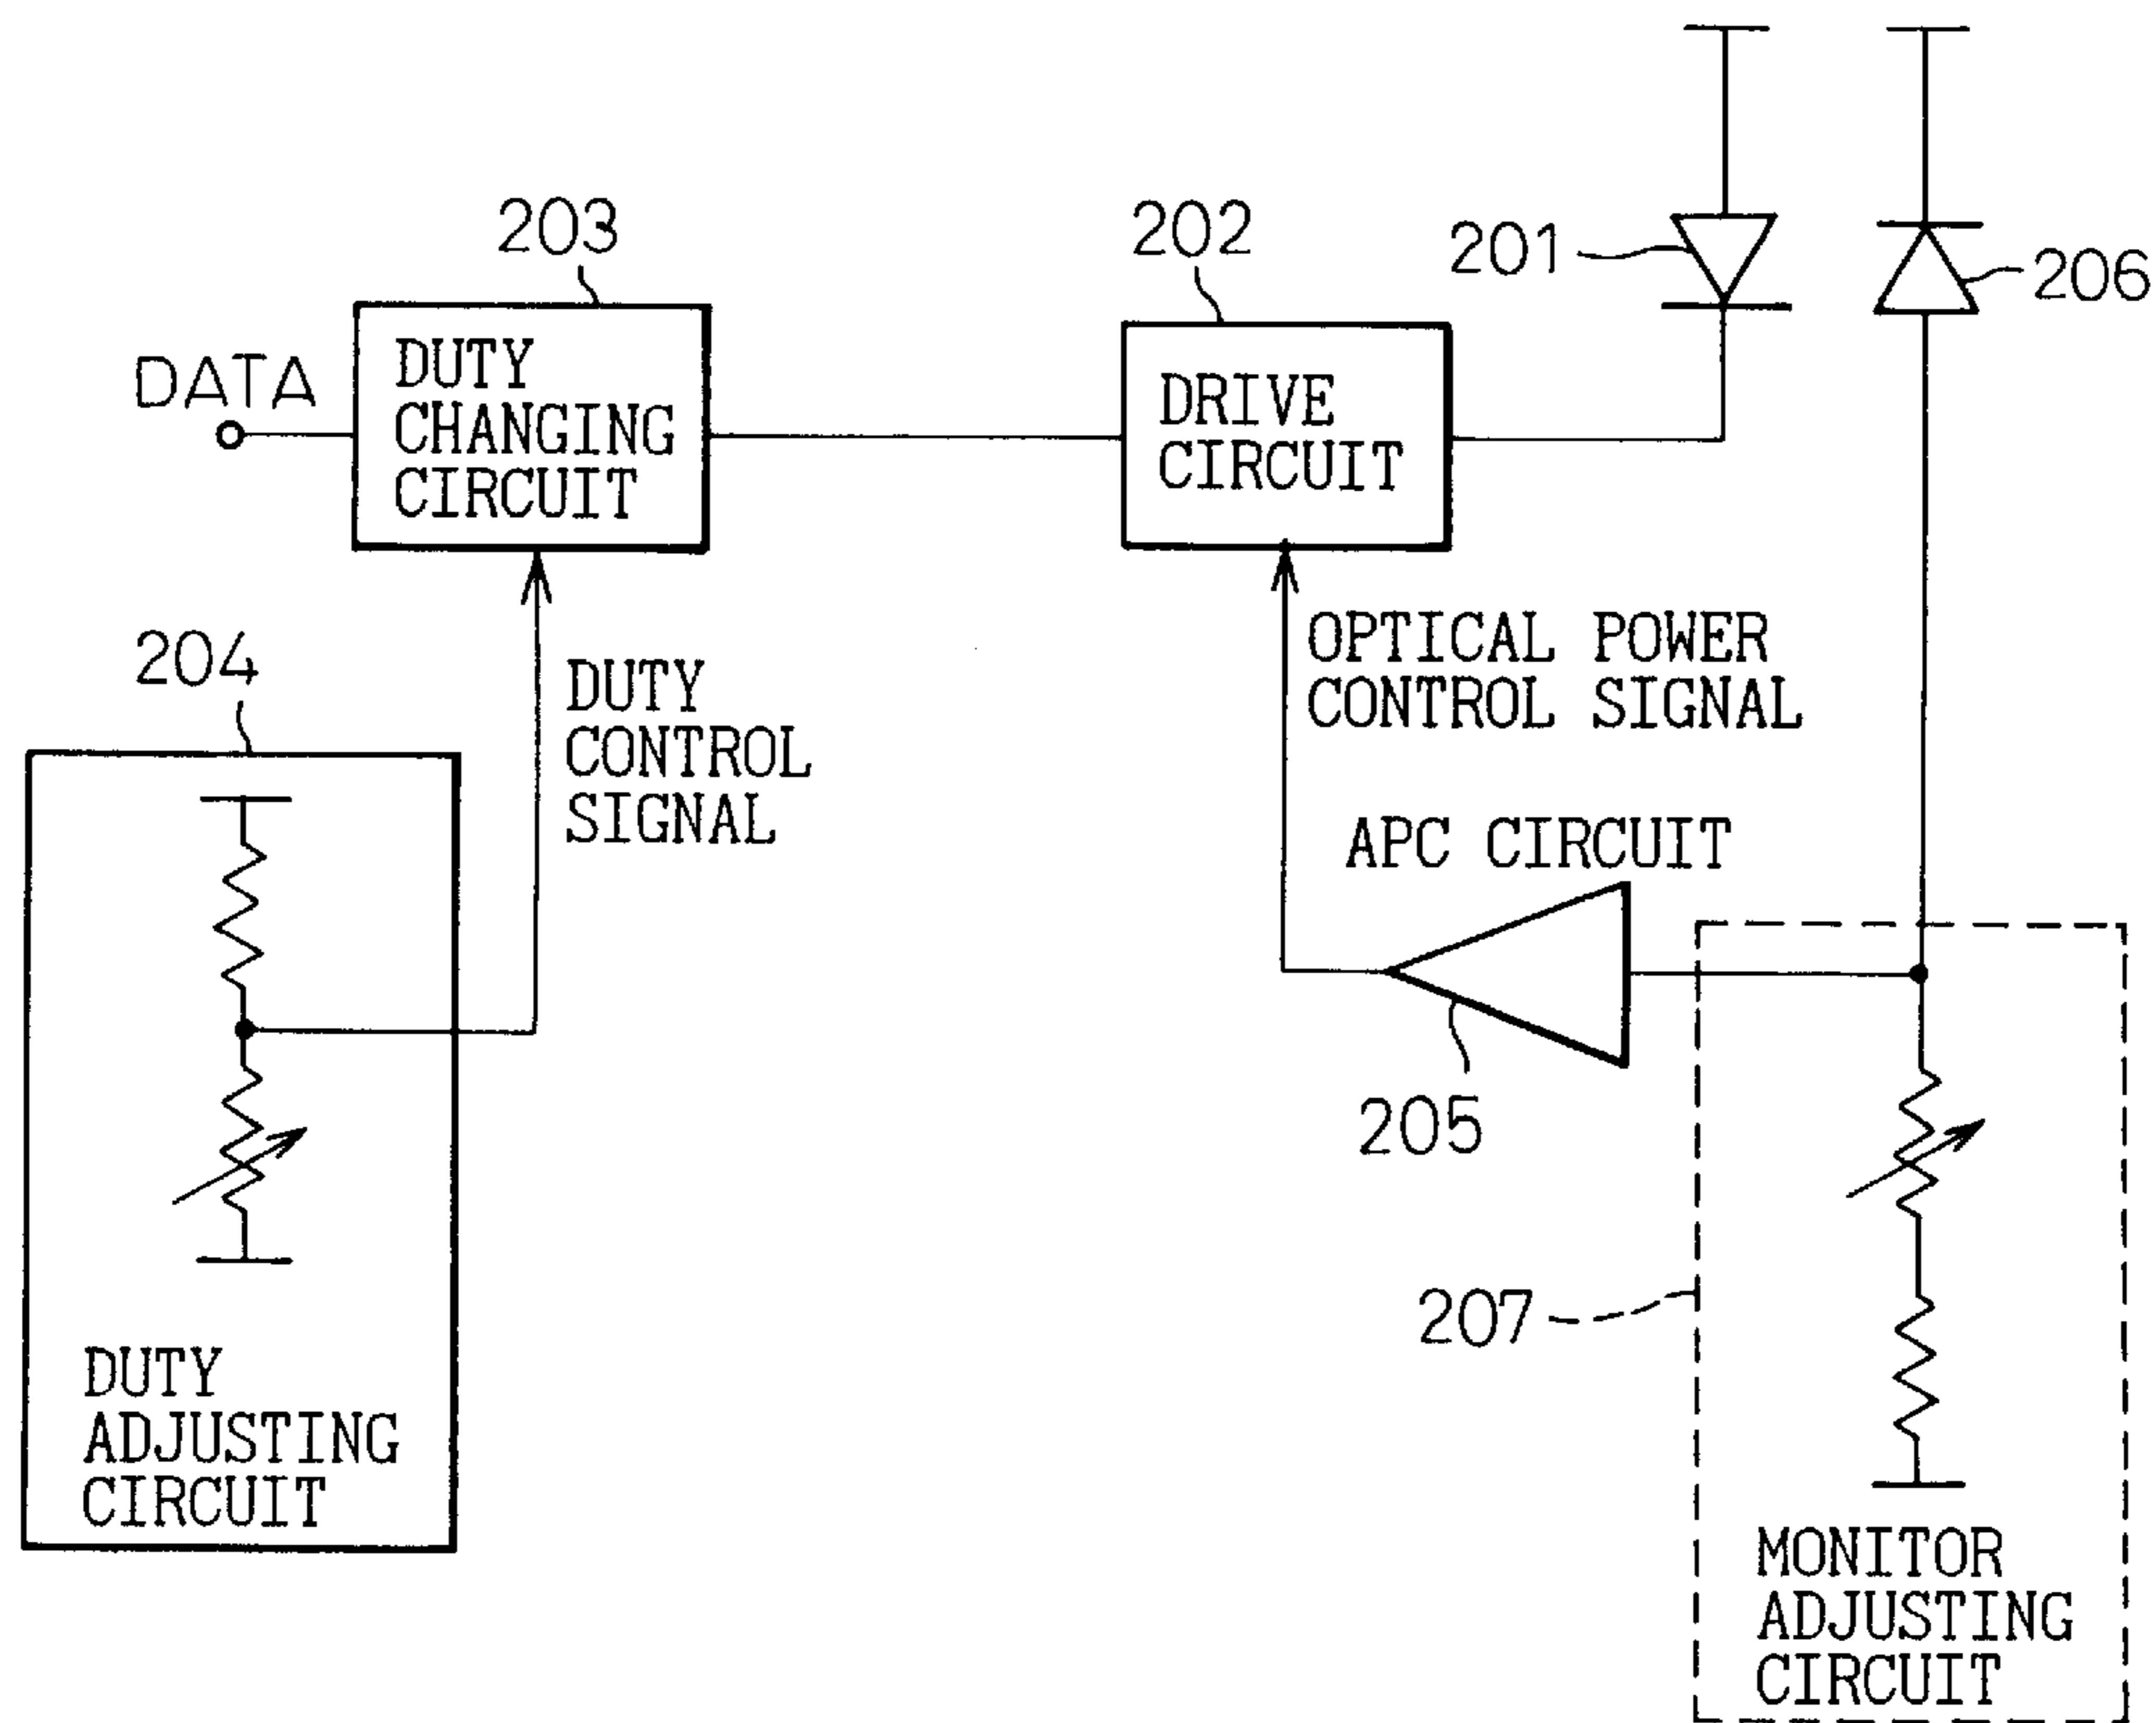 203
202
201
206
DATA
DUTY
CHANGING
CIRCUIT
DRIVE
CIRCUIT
204
DUTY
CONTROL
SIGNAL
OPTICAL POWER
CONTROL SIGNAL
APC CIRCUIT
205
207
DUTY
ADJUSTING
CIRCUIT
MONITOR
ADJUSTING
CIRCUIT